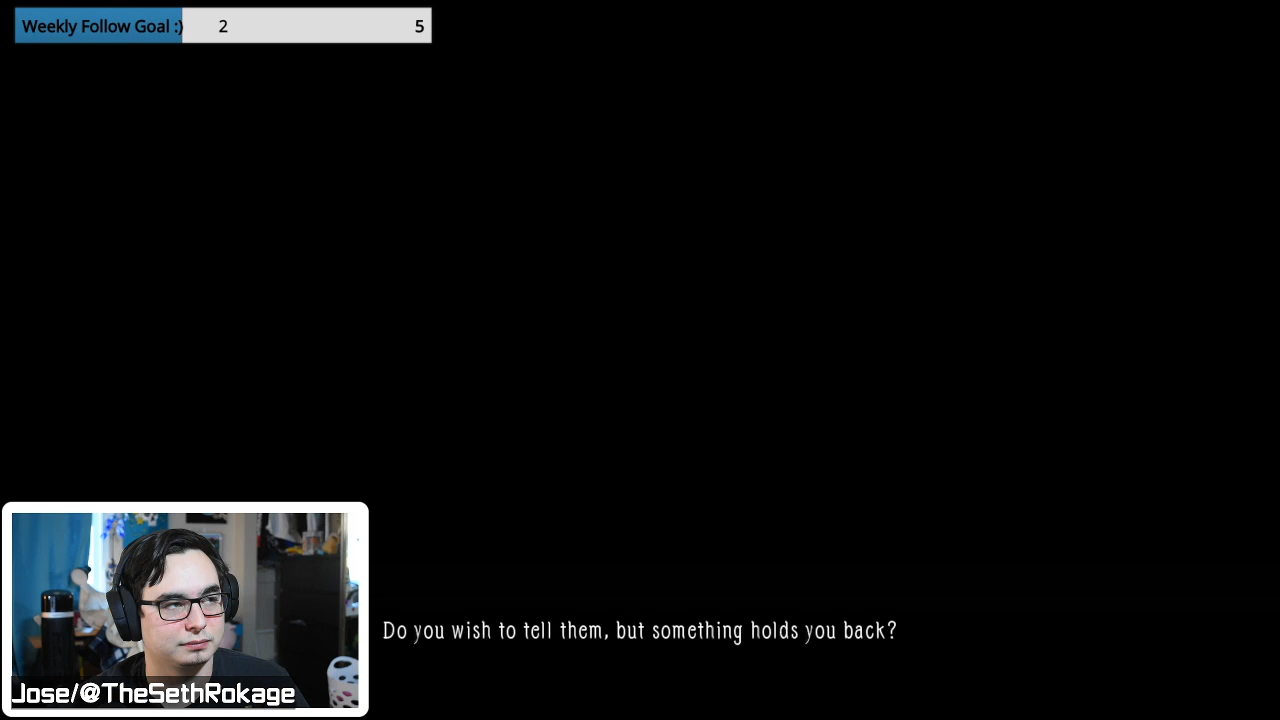 Weekly Follow Goal :) 2 5
Do you wish to tell them, but something holds you back?
Jose/@TheSethRokage